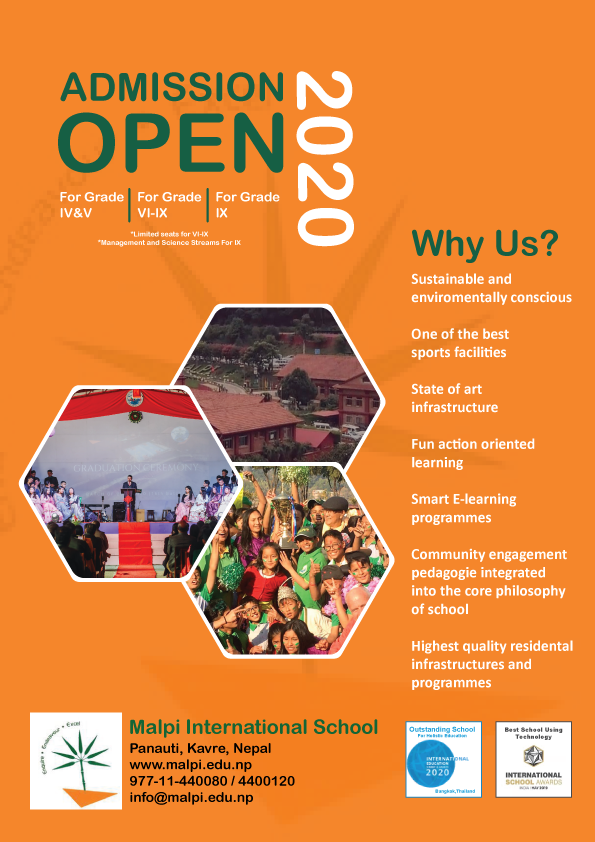 ADMISSION
OPEN
2020
For Grade
IV&V
For Grade
VI-IX
For Grade
IX
*Limited seats for VI-IX
*Management and Science Streams For IX
Why Us?
Sustainable and
enviromentally conscious
One of the best
sports facilities
State of art
infrastructure
Fun action oriented
learning
Smart E-learning
programmes
Community engagement
pedagogie integrated
into the core philosophy
of school
Highest quality residental
infrastructures and
programmes
GRADUATION CEREMONY
Enquire • Endeavour • Excel
Malpi International School
Panauti, Kavre, Nepal
www.malpi.edu.np
977-11-440080 / 4400120
info@malpi.edu.np
Outstanding School
For Holistic Education
INTERNATIONAL
EDUCATION
2020
Bangkok,Thailand
Best School Using
Technology
INTERNATIONAL
SCHOOL AWARDS